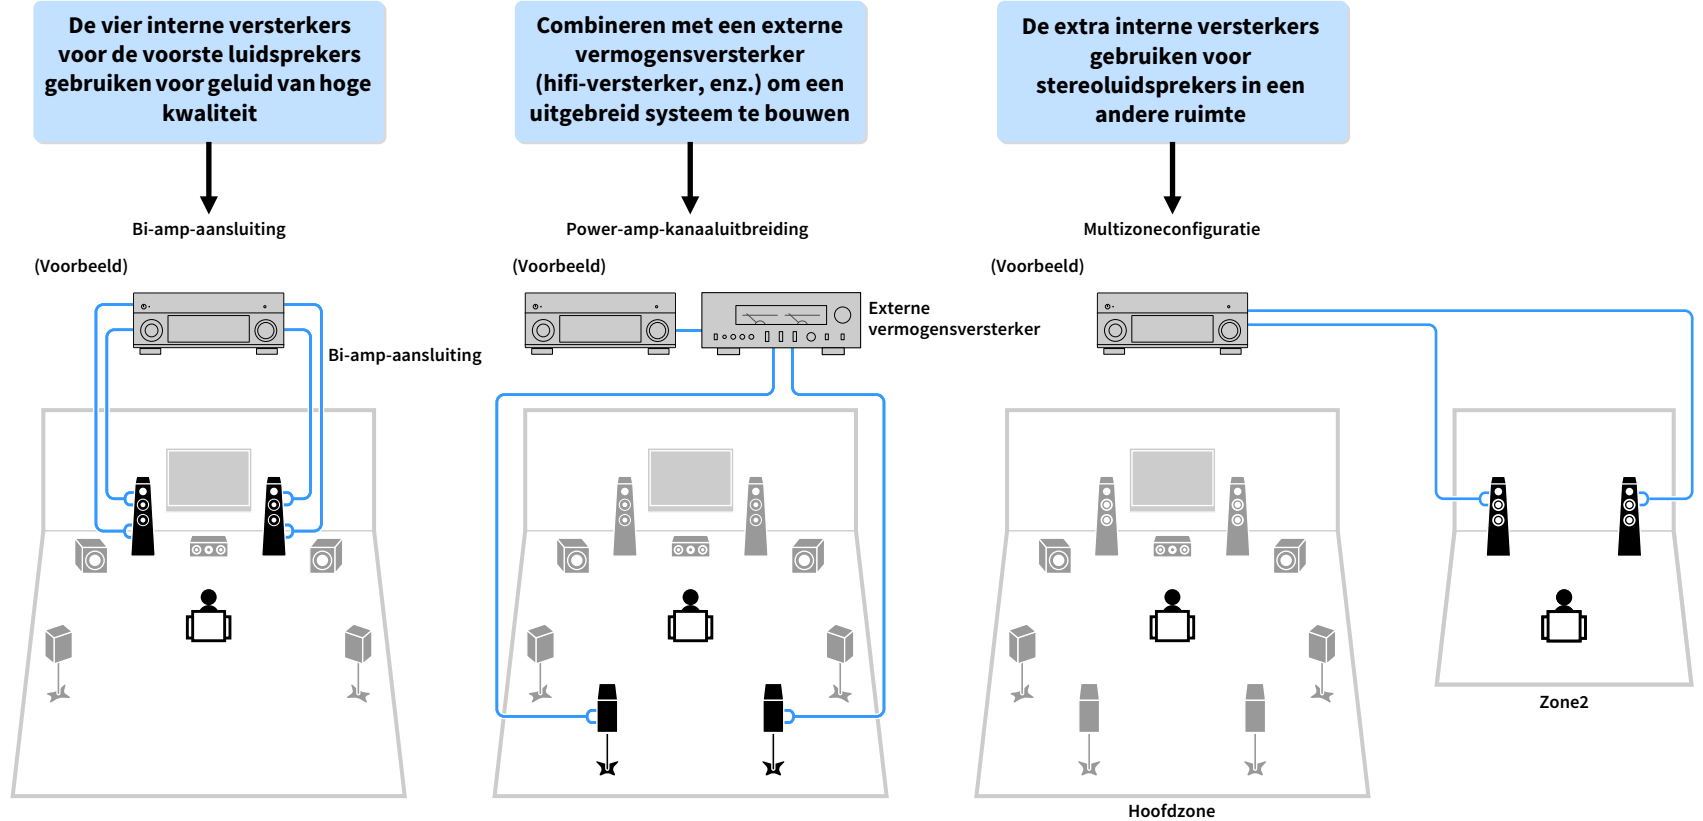 De vier interne versterkers
voor de voorste luidsprekers
gebruiken voor geluid van hoge
kwaliteit
Bi-amp-aansluiting
(Voorbeeld)
Bi-amp-aansluiting
Combineren met een externe
vermogensversterker
(hifi-versterker, enz.) om een
uitgebreid systeem te bouwen
Power-amp-kanaaluitbreiding
(Voorbeeld)
Externe
vermogensversterker
De extra interne versterkers
gebruiken voor
stereoluidsprekers in een
andere ruimte
Multizoneconfiguratie
(Voorbeeld)
Zone2
Hoofdzone